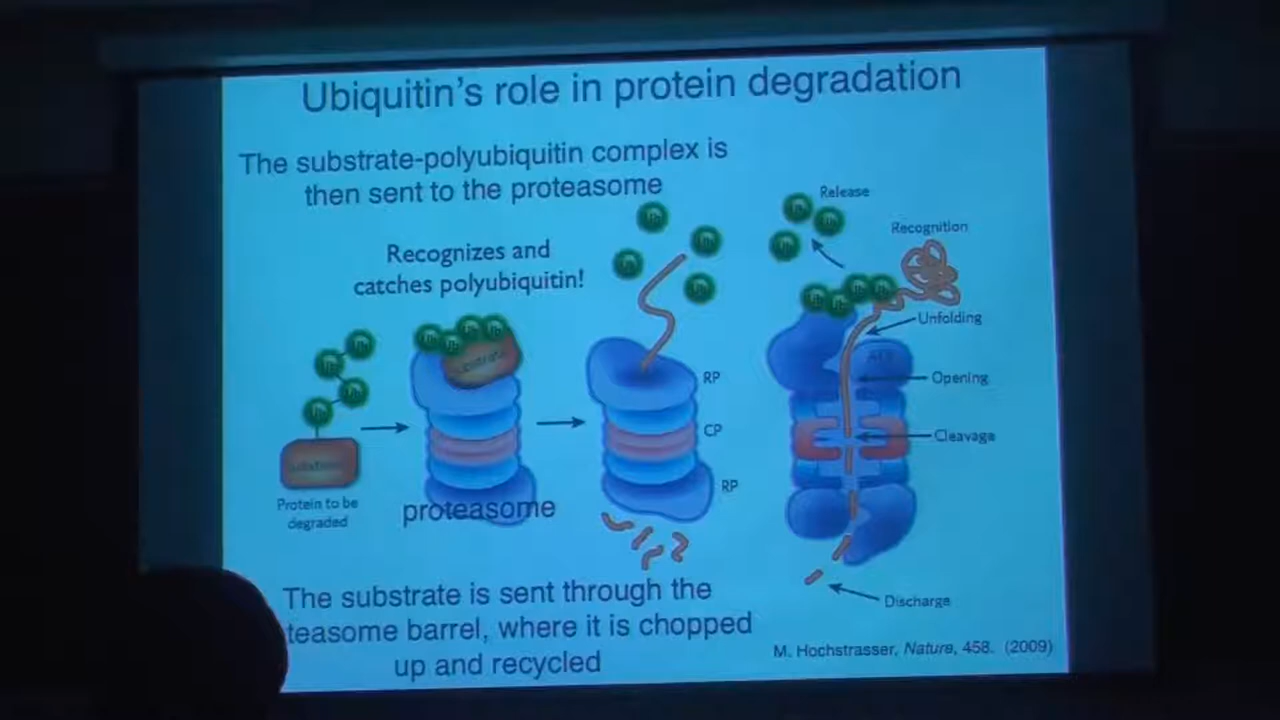 Ubiquitin's role in protein degradation
The substrate-polyubiquitin complex is
then sent to the proteasome
Recognizes and
catches polyubiquitin!
Protein to be
degraded
proteasome
substrate
RP
CP
RP
Release
Recognition
Unfolding
Opening
Cleavage
Discharge
The substrate is sent through the
teasome barrel, where it is chopped
up and recycled
M. Hochstrasser, Nature, 458. (2009)